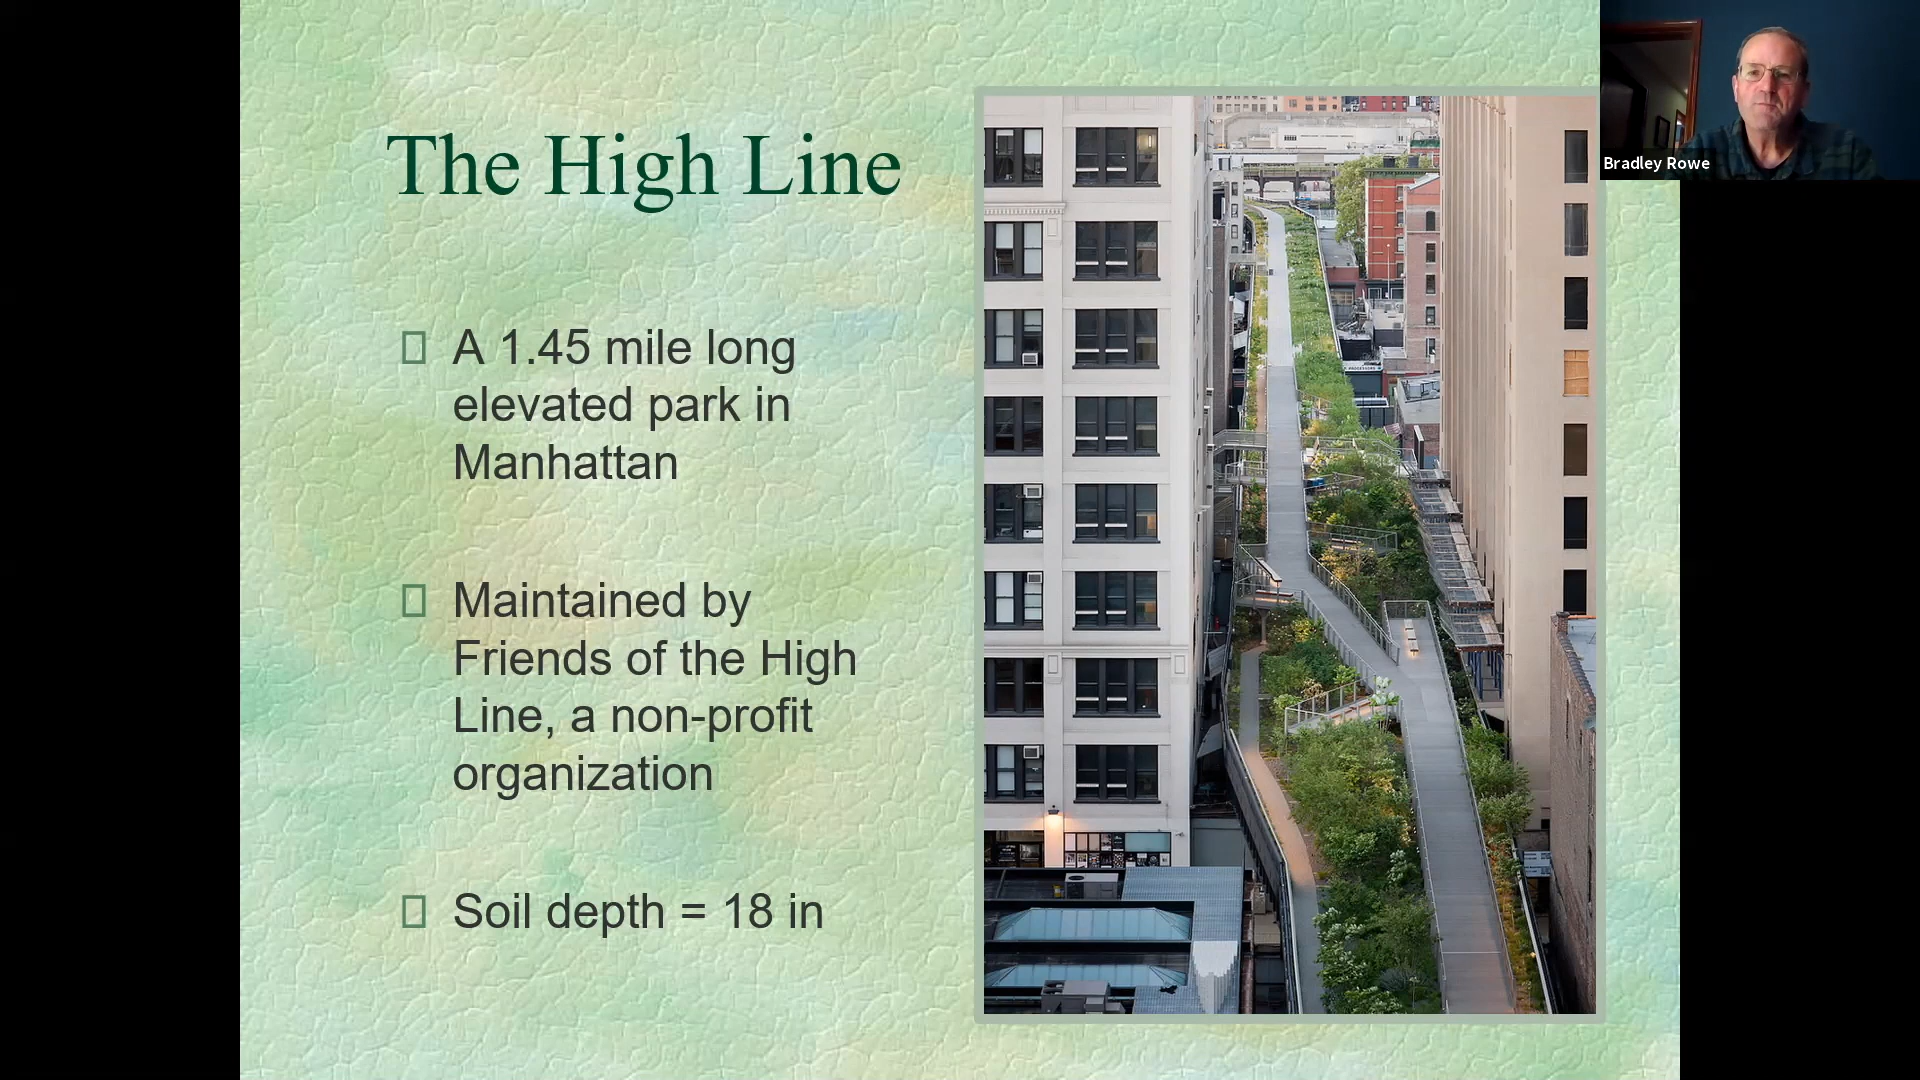 The High Line
A 1.45 mile long
elevated park in
Manhattan
Maintained by
Friends of the High
Line, a non-profit
organization
Soil depth = 18 in
Bradley Rowe